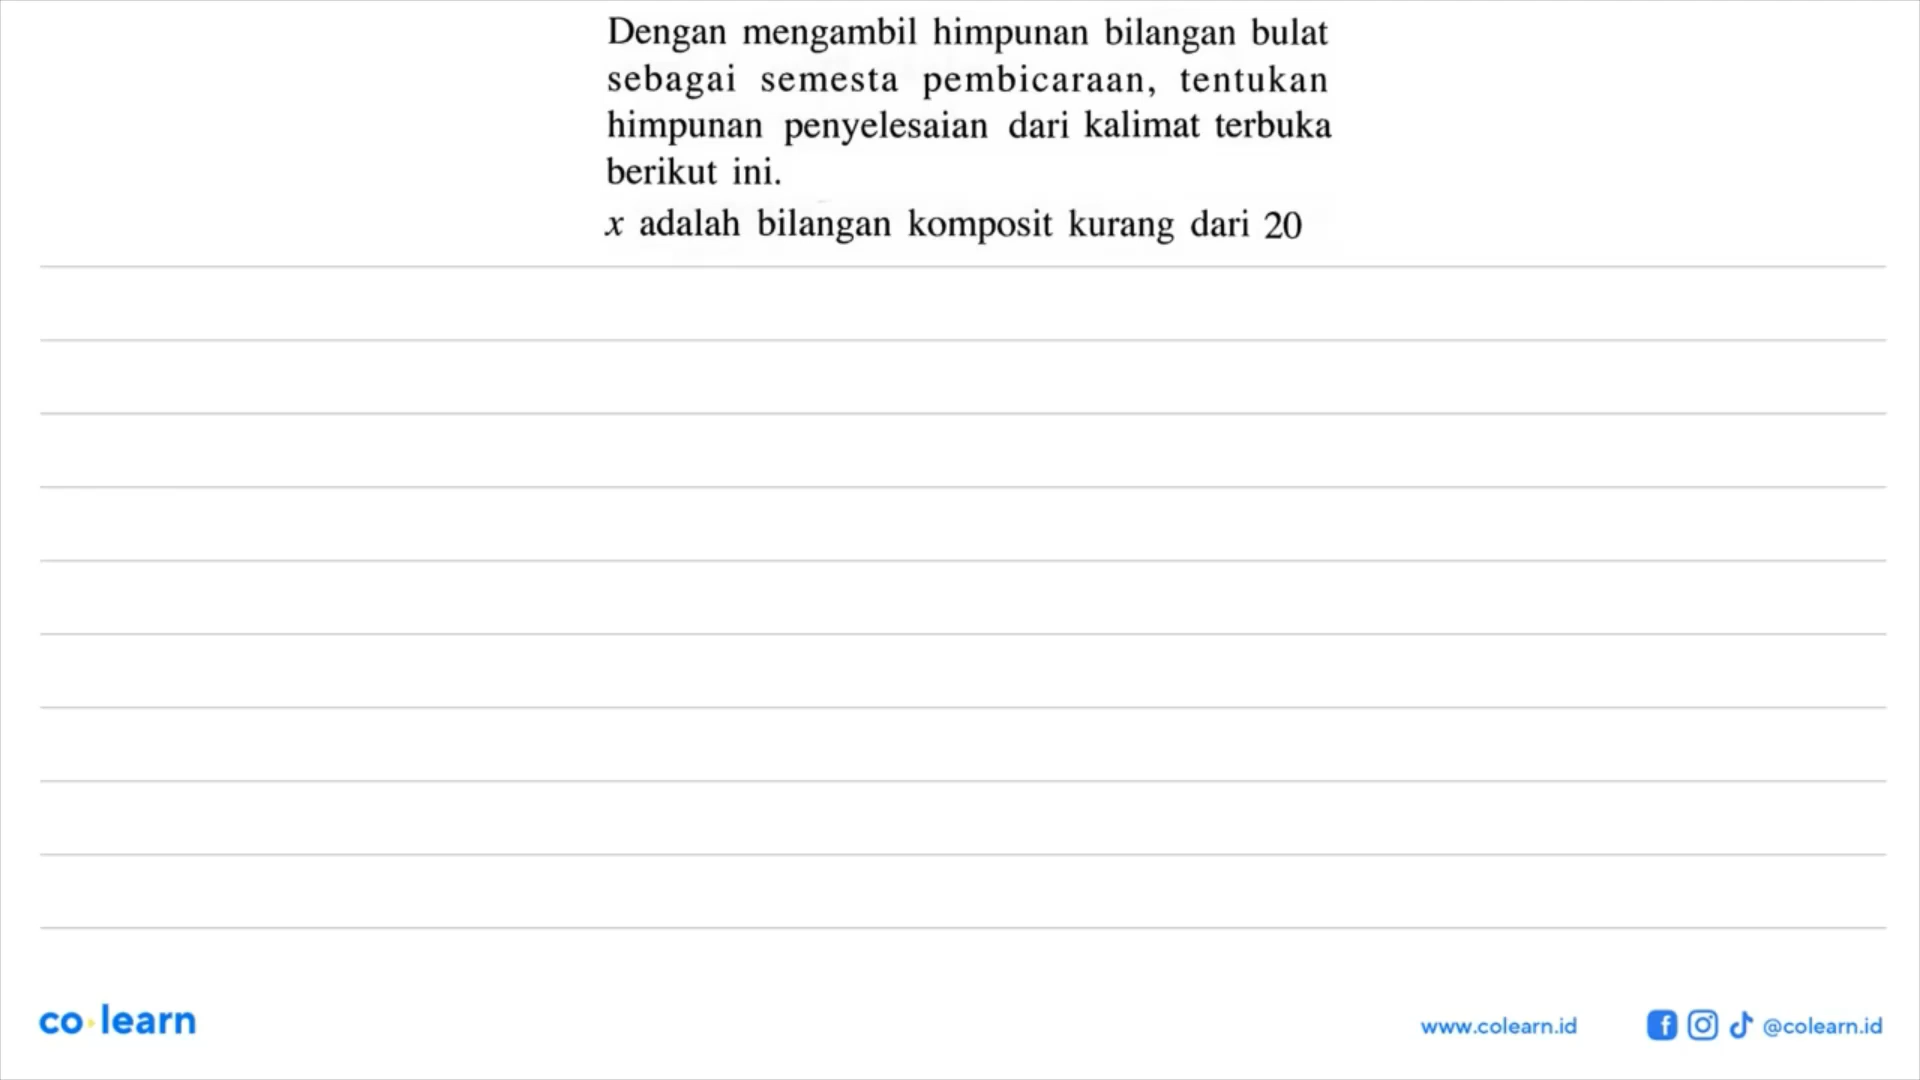 Dengan mengambil himpunan bilangan bulat
sebagai semesta pembicaraan, tentukan
himpunan penyelesaian dari kalimat terbuka
berikut ini.
x adalah bilangan komposit kurang dari 20
co learn
www.colearn.id
@colearn.id